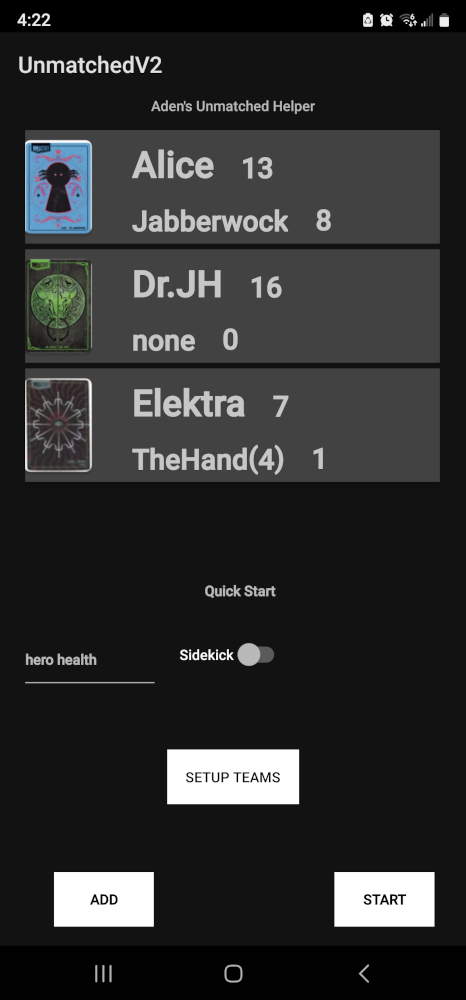 4:22
UnmatchedV2
Aden's Unmatched Helper
Alice 13
Jabberwock 8
Dr.JH 16
none 0
Elektra 7
TheHand(4) 1
Quick Start
hero health
Sidekick
SETUP TEAMS
ADD
START